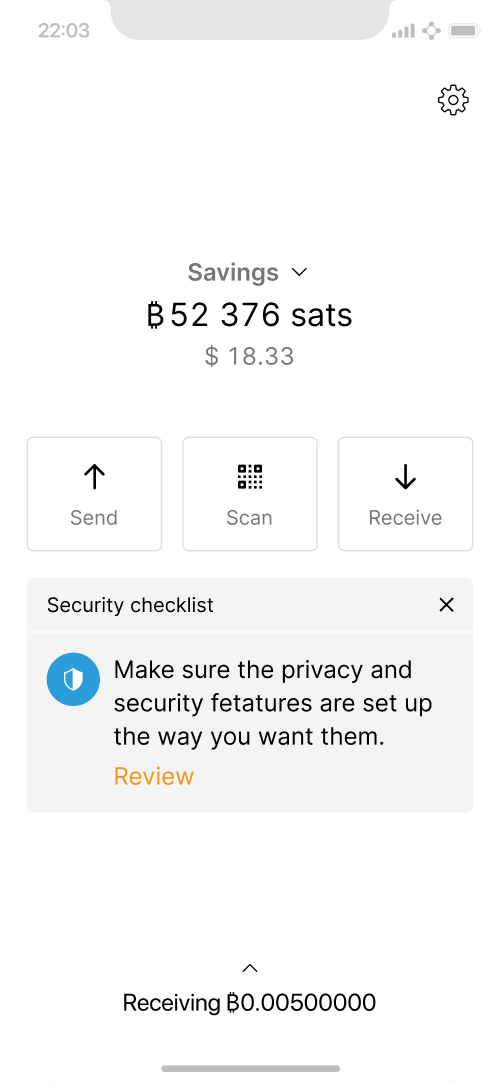 22:03
Savings
₿52 376 sats
$ 18.33
Send
Scan
Receive
Security checklist
Make sure the privacy and
security fetatures are set up
the way you want them.
Review
Receiving ₿0.00500000